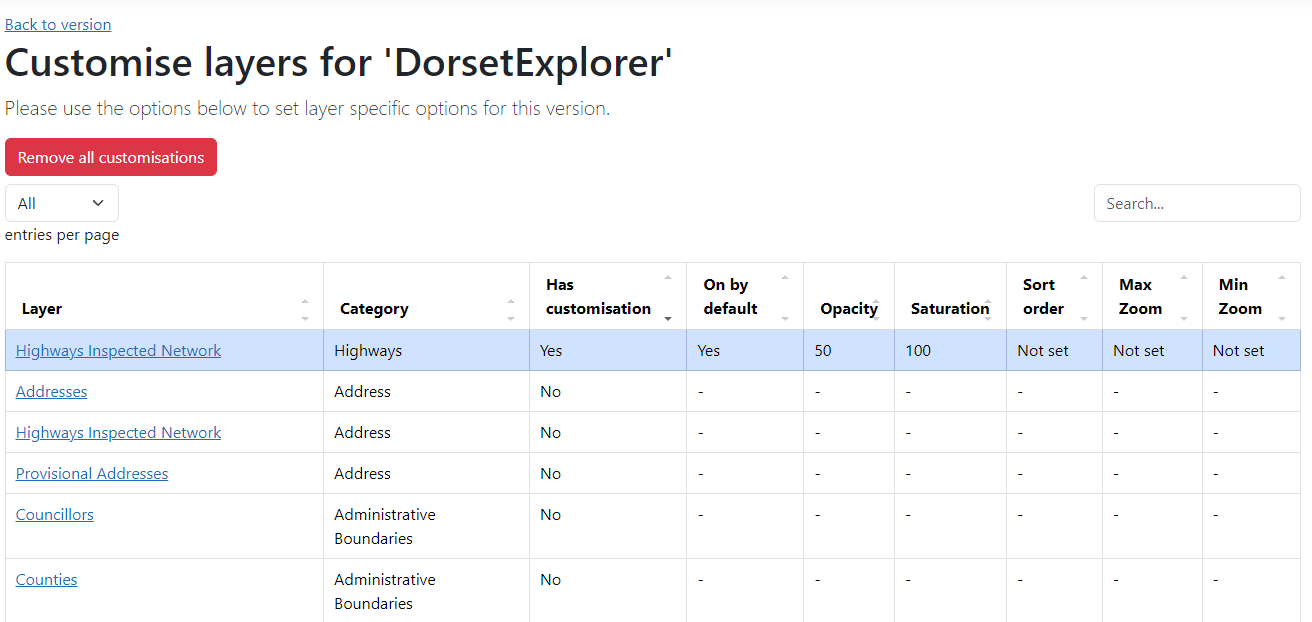 Back to version
Customise layers for 'DorsetExplorer'
Please use the options below to set layer specific options for this version.
Remove all customisations
All
Search...
entries per page
Layer Category Has customisation On by default Opacity Saturation Sort order Max Zoom Min Zoom
Highways Inspected Network Highways Yes Yes 50 100 Not set Not set Not set
Addresses Address No - - - - - -
Highways Inspected Network Address No - - - - - -
Provisional Addresses Address No - - - - - -
Councillors Administrative Boundaries No - - - - - -
Counties Administrative Boundaries No - - - - - -